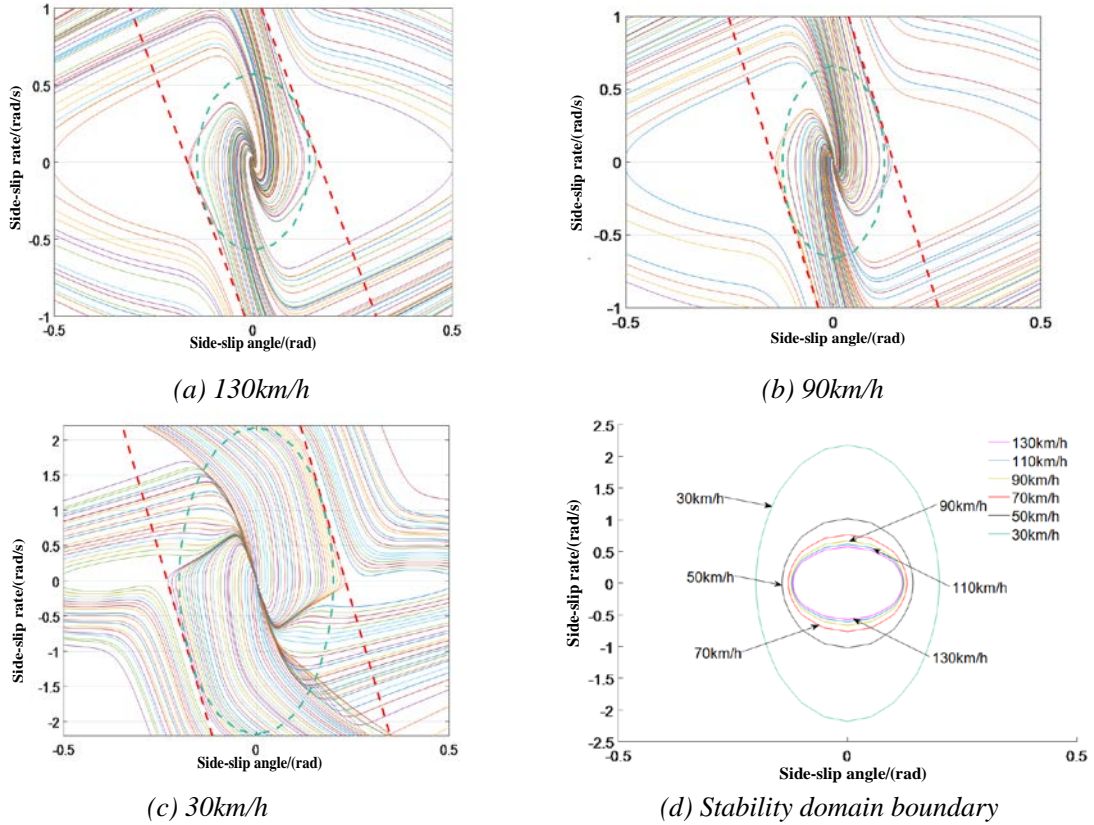 1
0.5
0
-0.5
-1
-0.5
0
0.5
Side-slip rate/(rad/s)
Side-slip angle/(rad)
(a) 130km/h
1
0.5
0
-0.5
-1
-0.5
0
0.5
Side-slip rate/(rad/s)
Side-slip angle/(rad)
(b) 90km/h
2
1.5
1
0.5
0
-0.5
-1
-1.5
-2
-0.5
0
0.5
Side-slip rate/(rad/s)
Side-slip angle/(rad)
(c) 30km/h
2.5
2
1.5
1
0.5
0
-0.5
-1
-1.5
-2
-2.5
-0.5
0
0.5
Side-slip rate/(rad/s)
Side-slip angle/(rad)
130km/h
110km/h
90km/h
70km/h
50km/h
30km/h
30km/h
90km/h
50km/h
110km/h
70km/h
130km/h
(d) Stability domain boundary